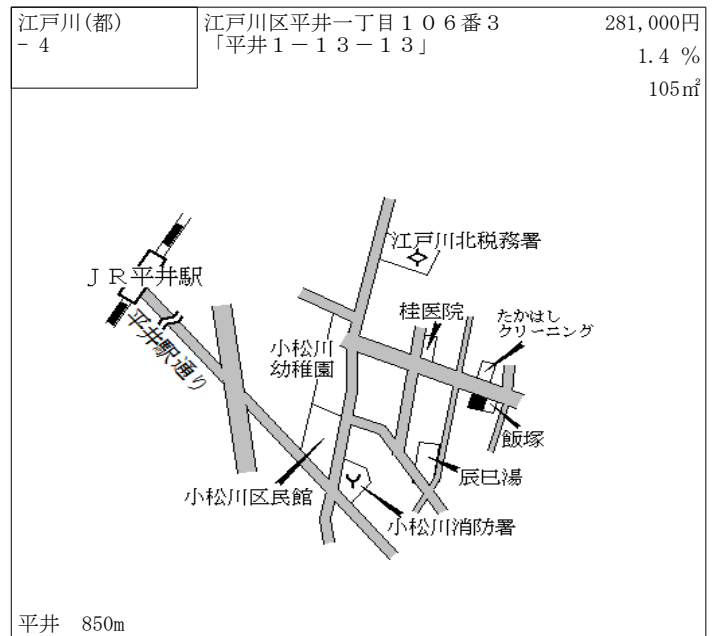 江戸川(都)
- 4
江戸川区平井一丁目１０６番３
「平井１－１３－１３」
281,000円
1.4 %
105㎡
江戸川北税務署
ＪＲ平井駅
桂医院
たかはし
クリーニング
平井駅通り
小松川
幼稚園
飯塚
辰巳湯
小松川区民館
小松川消防署
平井　850m